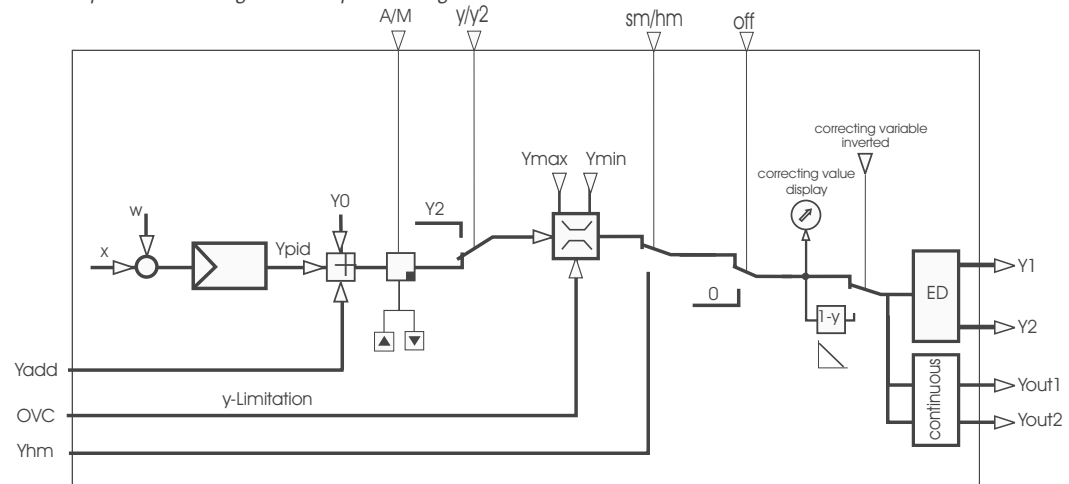 A/M
y/y2
sm/hm
off
correcting variable
inverted
Ymax
Ymin
correcting value
display
w
Y0
Y2
x
Ypid
0
1-y
ED
Y1
Y2
Yadd
y-Limitation
continuous
Yout1
OVC
Yout2
Yhm